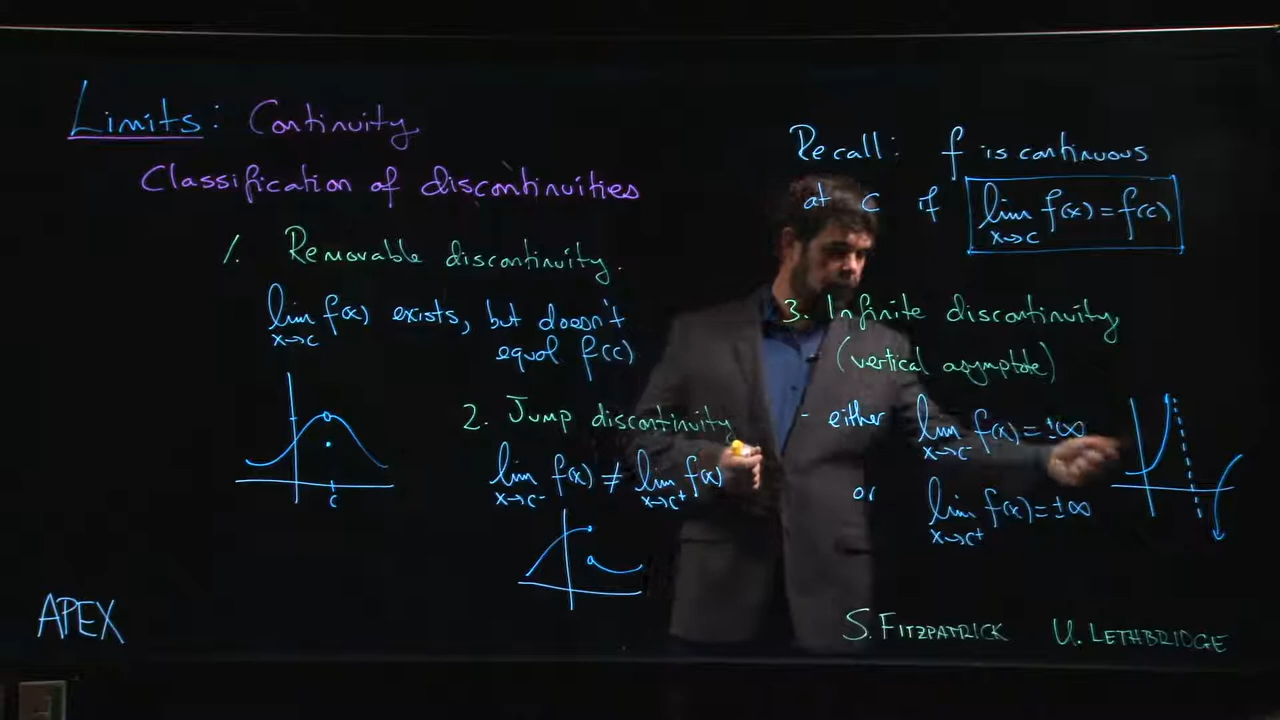 Limits: Continuity
Classification of discontinuities
1. Removable discontinuity.
lim x→c f(x) exists, but doesn't
equal f(c)
c
2. Jump discontinuity
lim x→c⁻ f(x) ≠ lim x→c⁺ f(x)
APEX
Recall: f is continuous
at c if lim x→c f(x) = f(c)
3. Infinite discontinuity
(vertical asymptote)
- either lim x→c⁻ f(x) = ±∞
or lim x→c⁺ f(x) = ±∞
S. FITZPATRICK U. LETHBRIDGE